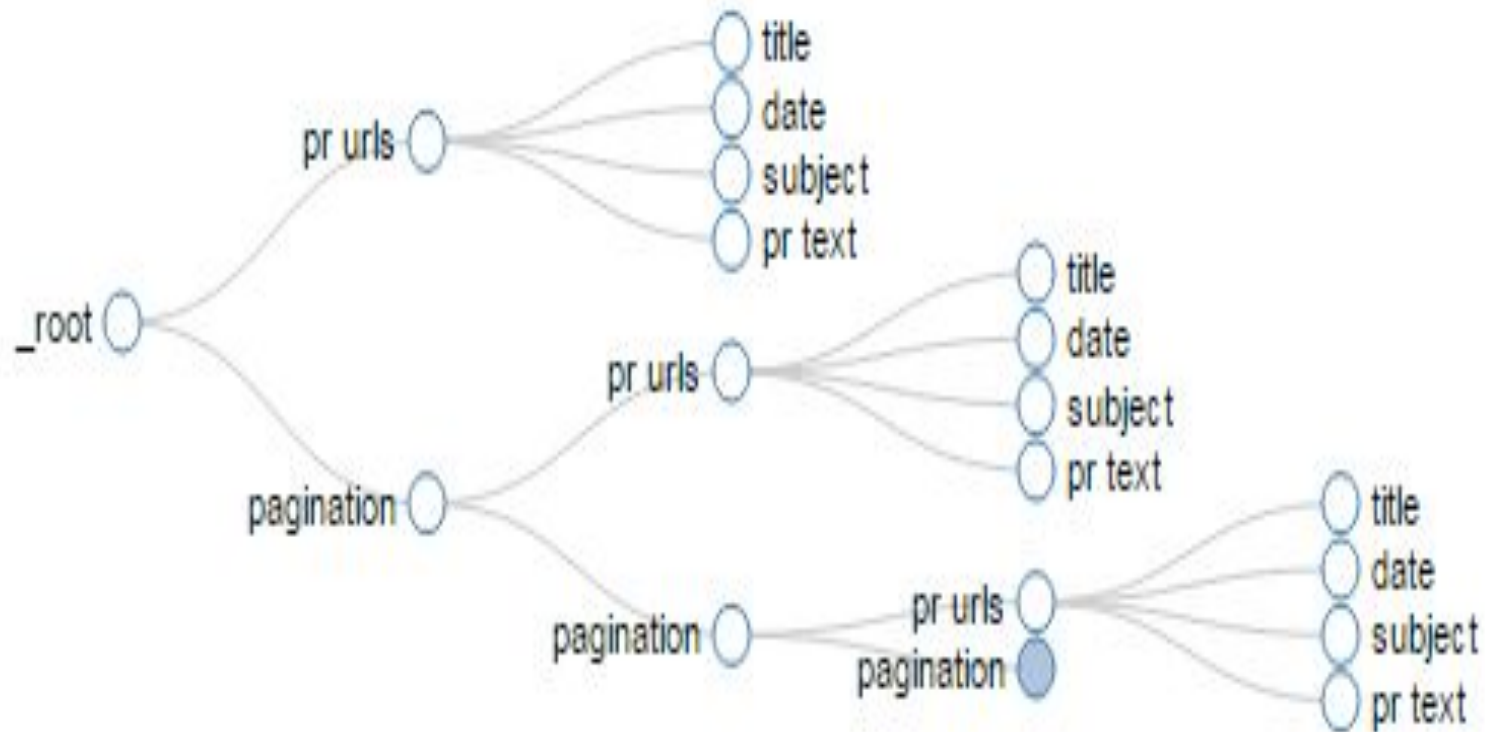 title
date
pr urls
subject
pr text
title
_root
date
pr urls
subject
pr text
pagination
title
date
pr urls
pagination
subject
pagination
pr text